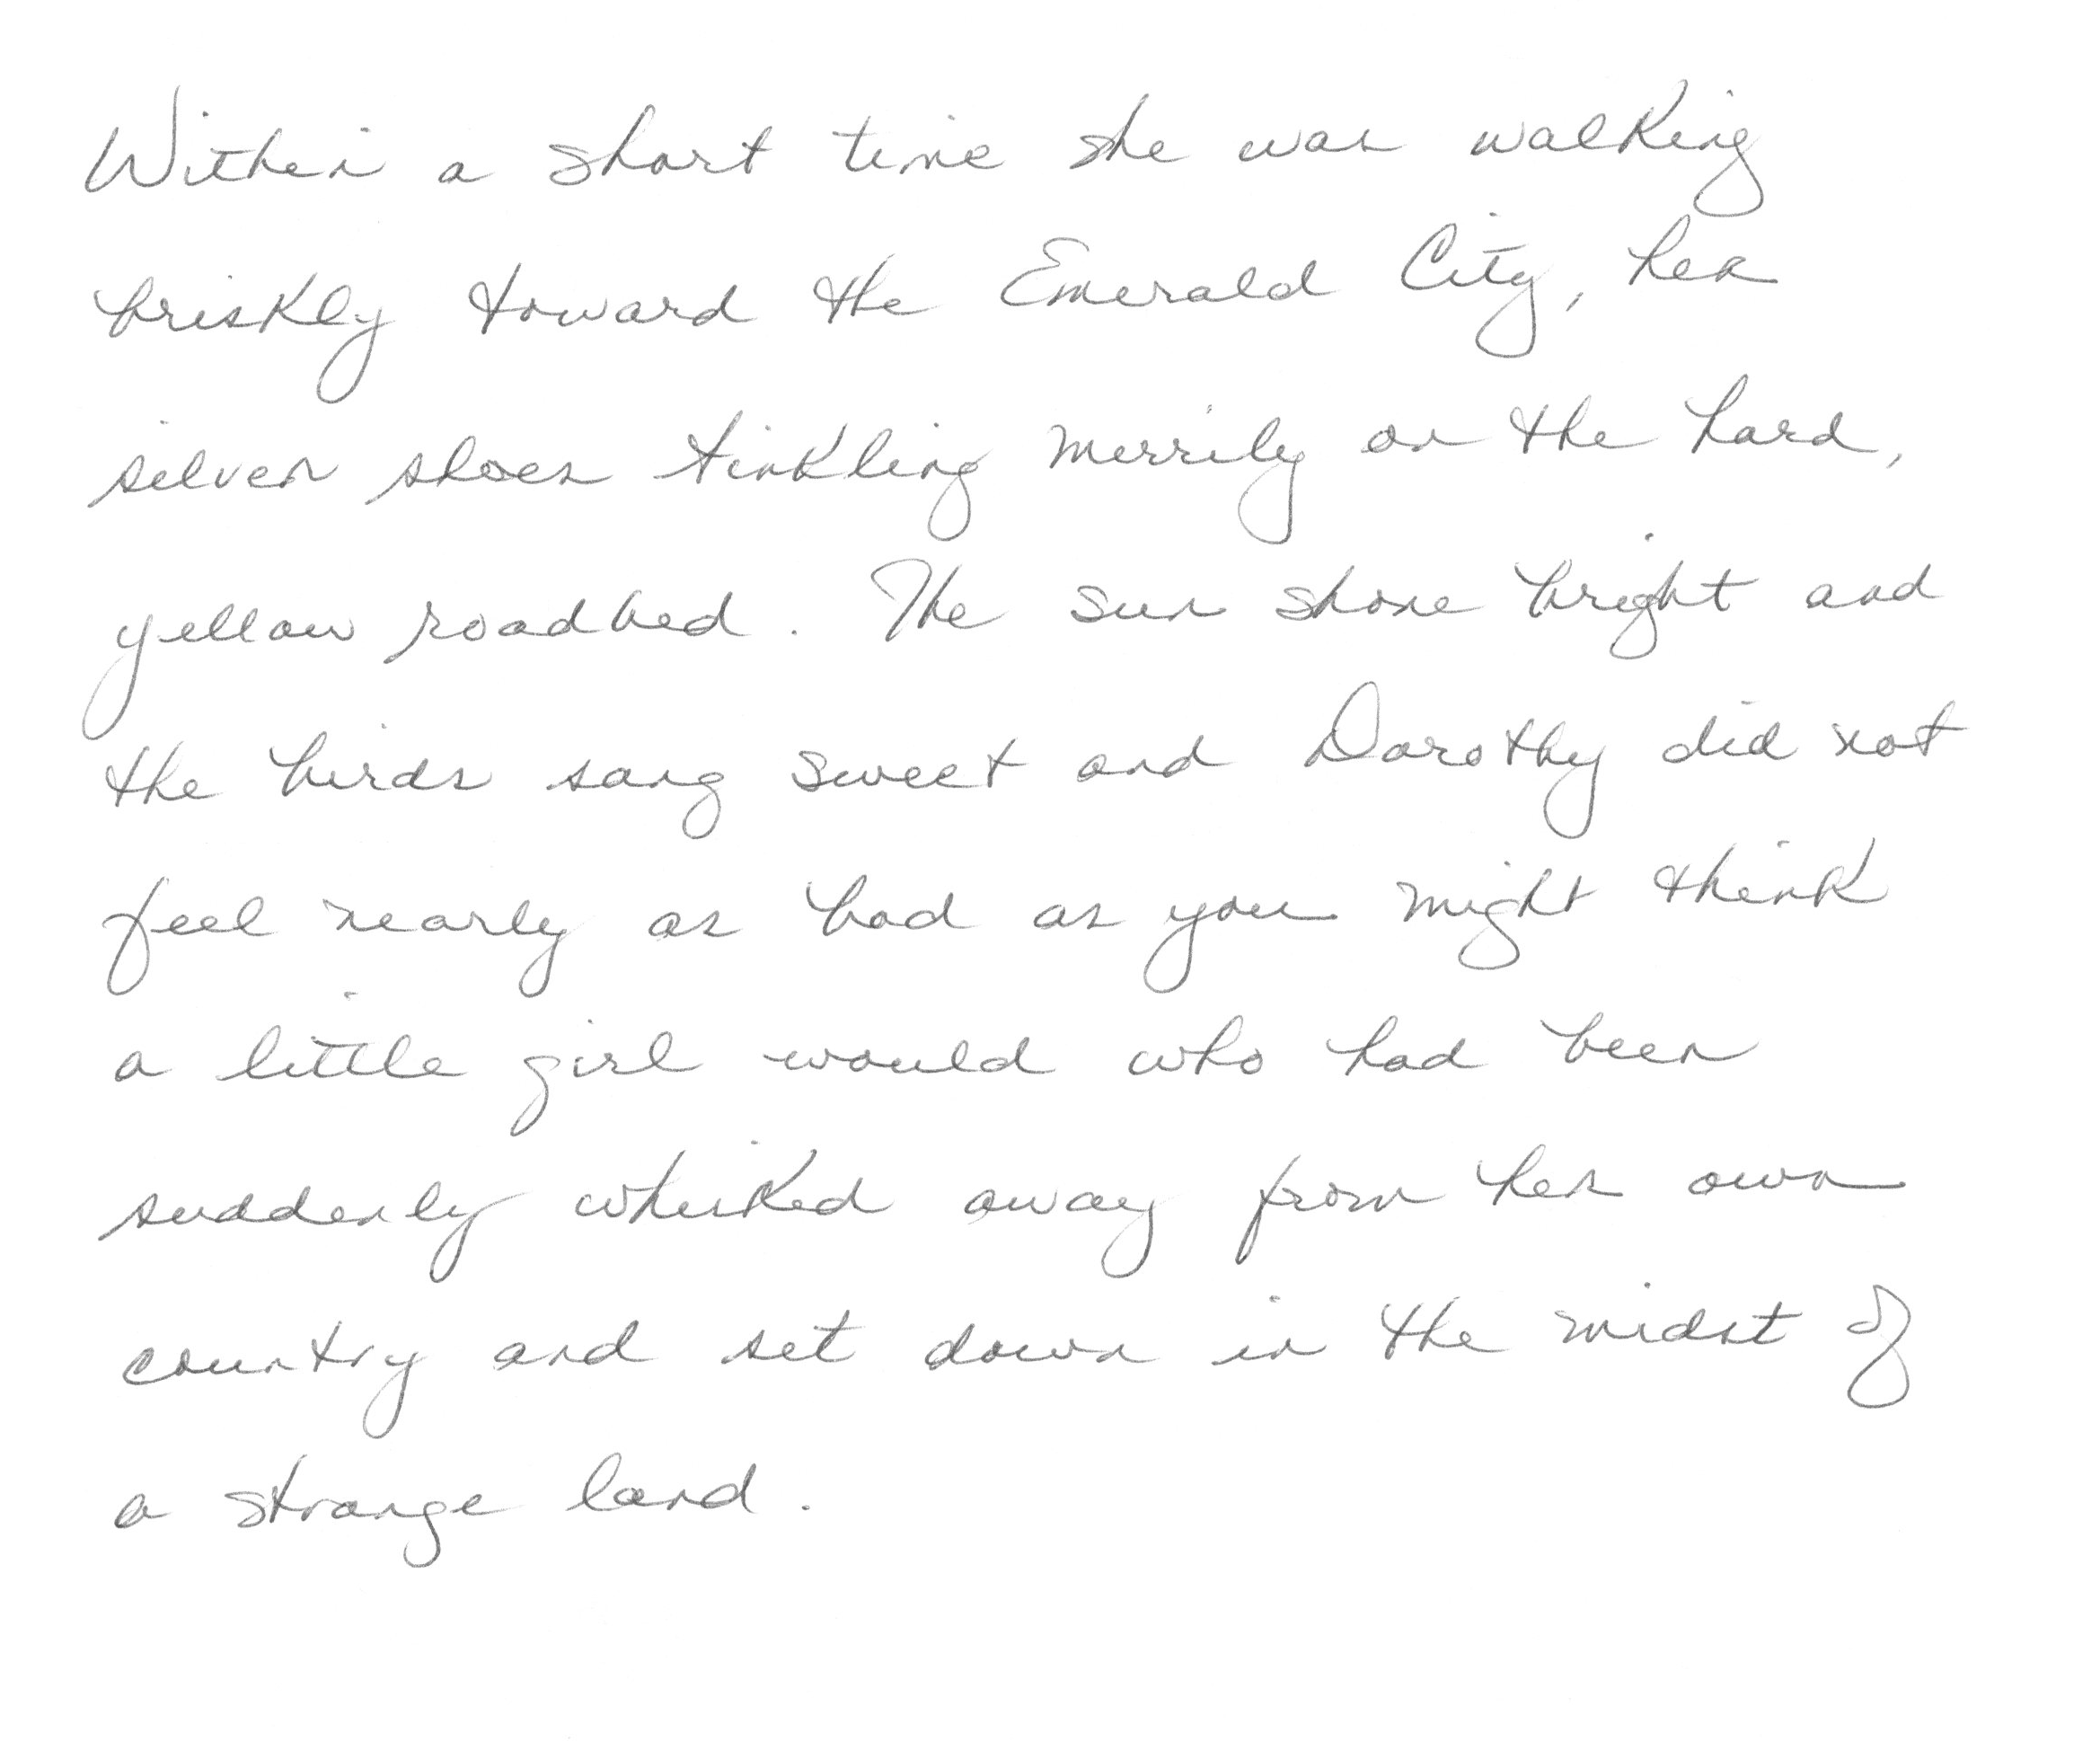 Within a short time she was walking
briskly toward the Emerald City, her
silver shoes tinkling merrily on the hard,
yellow roadbed. The sun shone bright and
the birds sang sweet and Dorothy did not
feel nearly as bad as you might think
a little girl would who had been
suddenly whisked away from her own
country and set down in the midst of
a strange land.